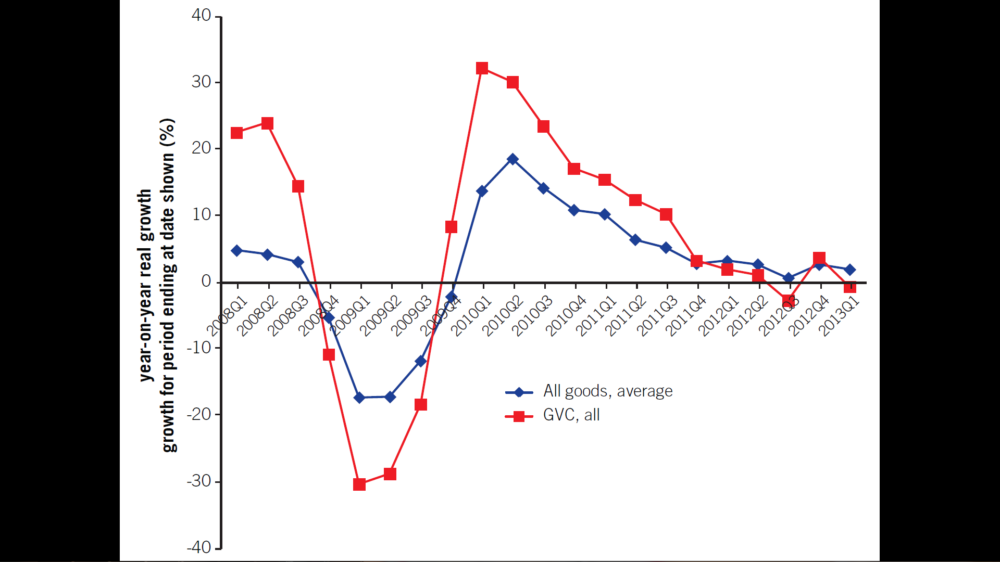 40
30
20
10
0
-10
-20
-30
-40
year-on-year real growth
growth for period ending at date shown (%)
2008Q1
2008Q2
2008Q3
2008Q4
2009Q1
2009Q2
2009Q3
2009Q4
2010Q1
2010Q2
2010Q3
2010Q4
2011Q1
2011Q2
2011Q3
2011Q4
2012Q1
2012Q2
2012Q3
2012Q4
2013Q1
All goods, average
GVC, all